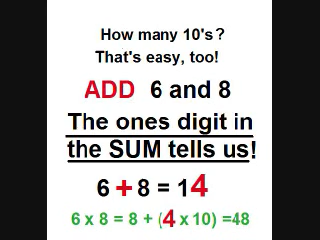 How many 10's?
That's easy, too!
ADD 6 and 8
The ones digit in
the SUM tells us!
6 + 8 = 14
6 x 8 = 8 + (4 x 10) =48